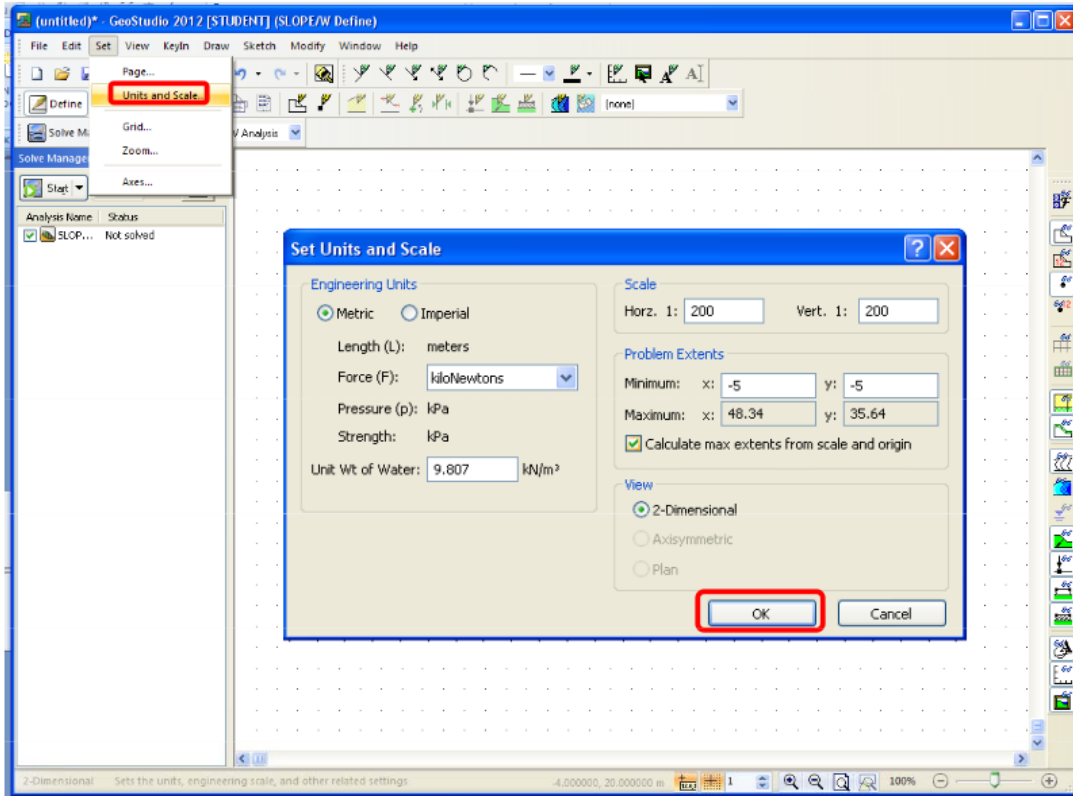 (untitled)* - GeoStudio 2012 [STUDENT] (SLOPE/W Define)
File Edit Set View KeyIn Draw Sketch Modify Window Help
Page...
Units and Scale...
Define
(none)
Grid...
Solve M
Analysis
Zoom...
Solve Manage
Axes...
Start
Analysis Name Status
SLOP... Not solved
Set Units and Scale
Engineering Units
Metric Imperial
Length (L): meters
Force (F): kiloNewtons
Pressure (p): kPa
Strength: kPa
Unit Wt of Water: 9.807 kN/m³
Scale
Horz. 1: 200 Vert. 1: 200
Problem Extents
Minimum: x: -5 y: -5
Maximum: x: 48.34 y: 35.64
Calculate max extents from scale and origin
View
2-Dimensional
Axisymmetric
Plan
OK Cancel
2-Dimensional Sets the units, engineering scale, and other related settings -4.000000, 20.000000 m 1 100%